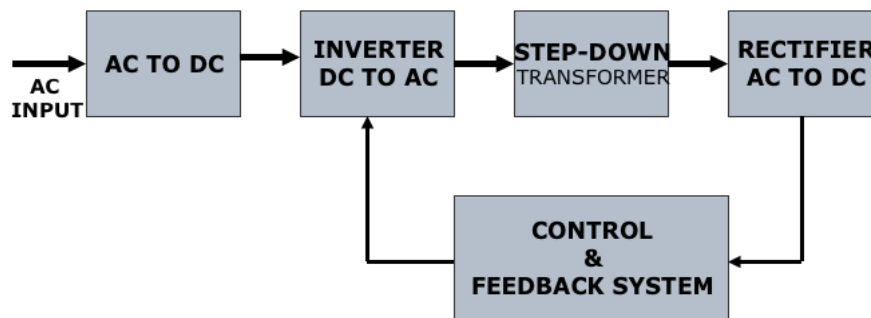 AC
INPUT
AC TO DC
INVERTER
DC TO AC
STEP-DOWN
TRANSFORMER
RECTIFIER
AC TO DC
CONTROL
&
FEEDBACK SYSTEM